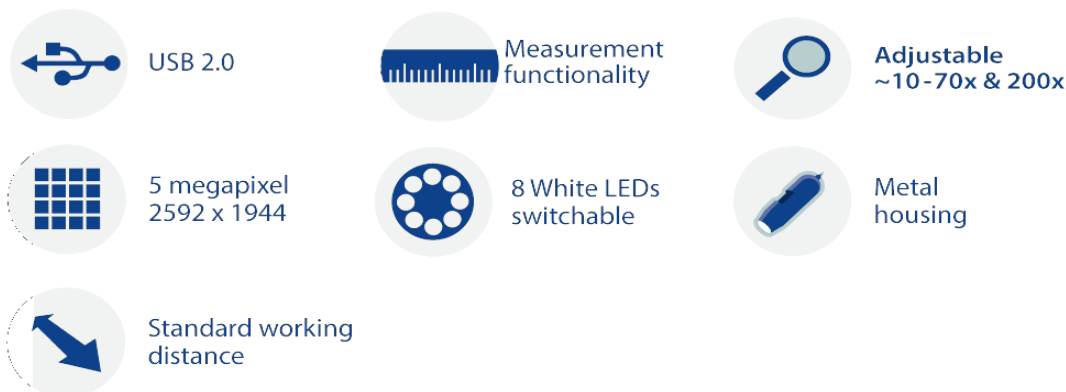 USB 2.0
Measurement
functionality
Adjustable
~10-70x & 200x
5 megapixel
2592 x 1944
8 White LEDs
switchable
Metal
housing
Standard working
distance